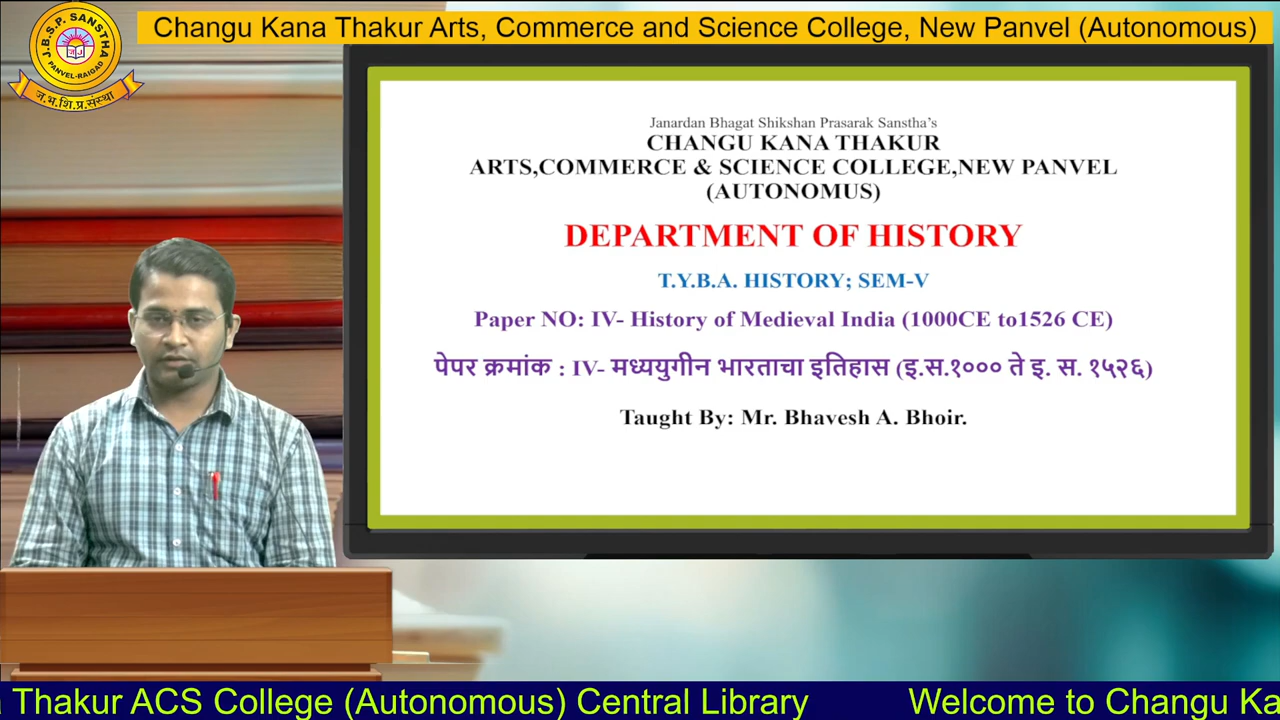 Changu Kana Thakur Arts, Commerce and Science College, New Panvel (Autonomous)
J.B.S.P. SANSTHA
PANVEL-RAIGAD
ज.भ.शि.प्र.संस्था
Janardan Bhagat Shikshan Prasarak Sanstha's
CHANGU KANA THAKUR
ARTS,COMMERCE & SCIENCE COLLEGE,NEW PANVEL
(AUTONOMUS)
DEPARTMENT OF HISTORY
T.Y.B.A. HISTORY; SEM-V
Paper NO: IV- History of Medieval India (1000CE to1526 CE)
पेपर क्रमांक : IV- मध्ययुगीन भारताचा इतिहास (इ.स.१००० ते इ. स. १५२६)
Taught By: Mr. Bhavesh A. Bhoir.
Thakur ACS College (Autonomous) Central Library Welcome to Changu Ka